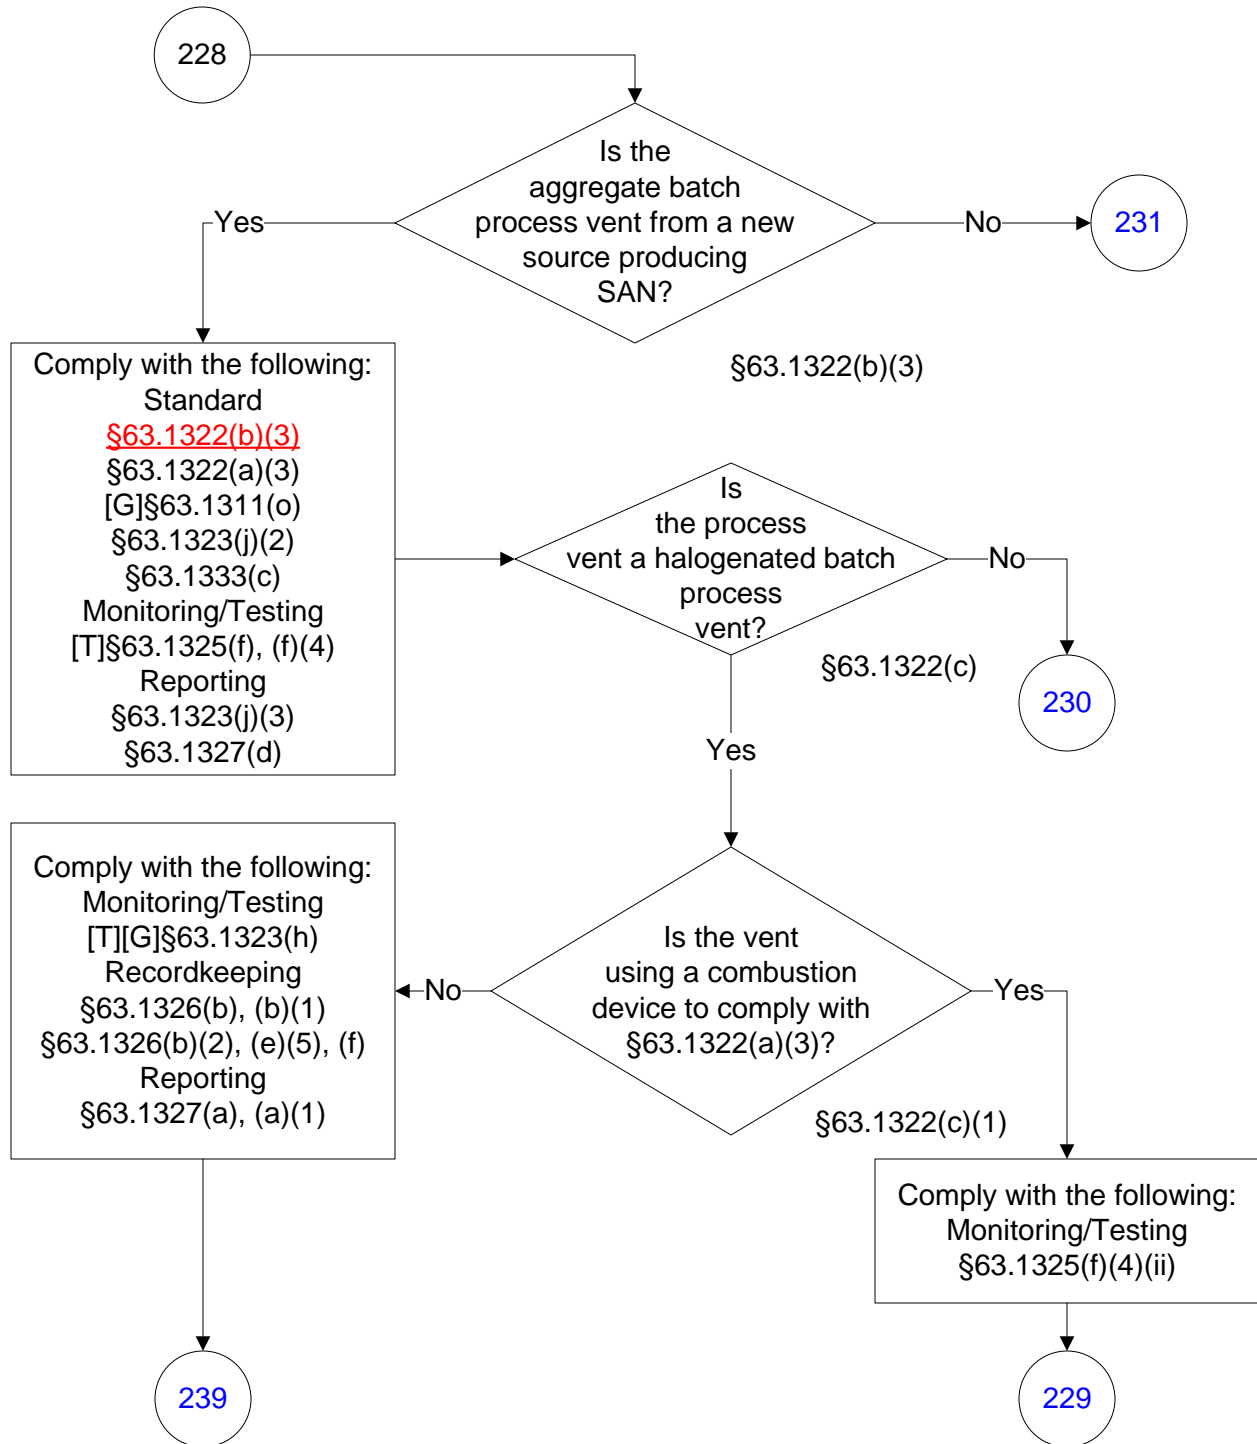 228
Is the
aggregate batch
process vent from a new
source producing
SAN?
Yes
No
231
§63.1322(b)(3)
Comply with the following:
Standard
§63.1322(b)(3)
§63.1322(a)(3)
[G]§63.1311(o)
§63.1323(j)(2)
§63.1333(c)
Monitoring/Testing
[T]§63.1325(f), (f)(4)
Reporting
§63.1323(j)(3)
§63.1327(d)
Is
the process
vent a halogenated batch
process
vent?
No
§63.1322(c)
230
Yes
Comply with the following:
Monitoring/Testing
[T][G]§63.1323(h)
Recordkeeping
§63.1326(b), (b)(1)
§63.1326(b)(2), (e)(5), (f)
Reporting
§63.1327(a), (a)(1)
No
Is the vent
using a combustion
device to comply with
§63.1322(a)(3)?
Yes
§63.1322(c)(1)
Comply with the following:
Monitoring/Testing
§63.1325(f)(4)(ii)
239
229